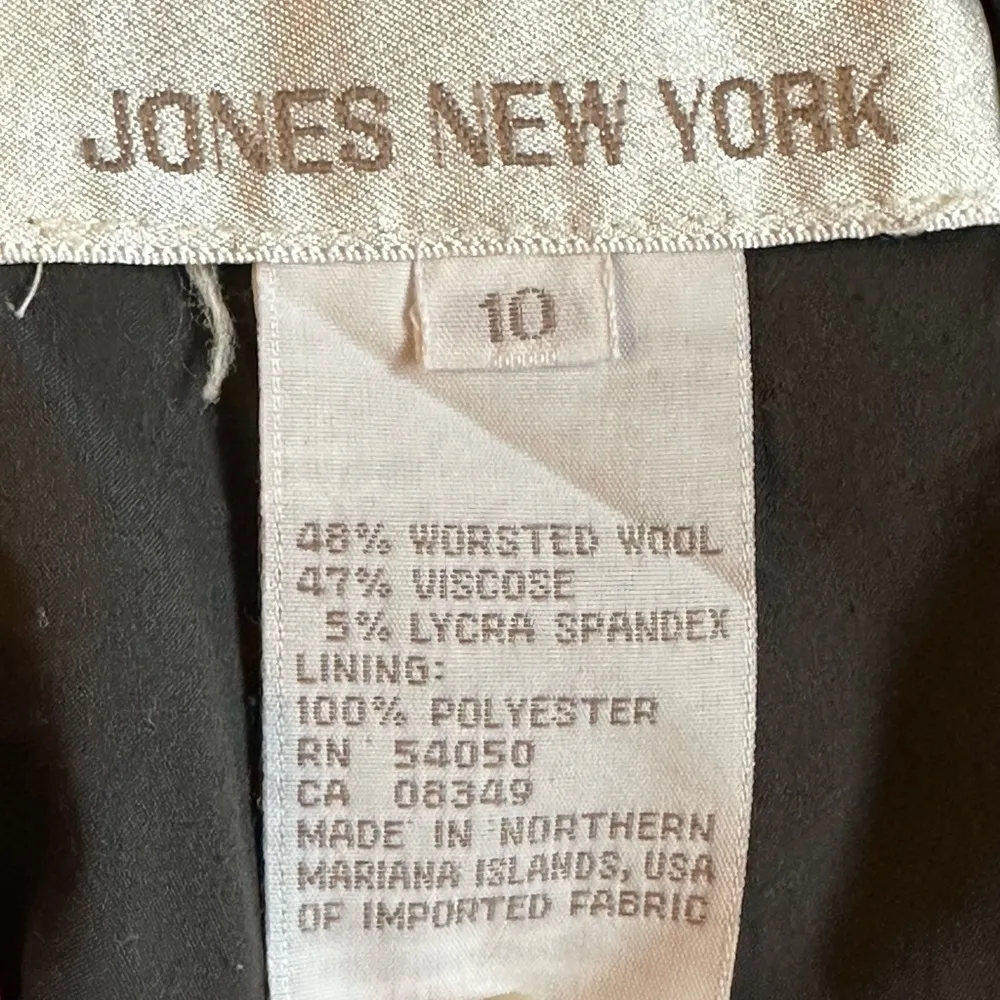 JONES NEW YORK
10
48% WORSTED WOOL
47% VISCOSE
5% LYCRA SPANDEX
LINING:
100% POLYESTER
RN 54050
CA 08349
MADE IN NORTHERN
MARIANA ISLANDS, USA
OF IMPORTED FABRIC